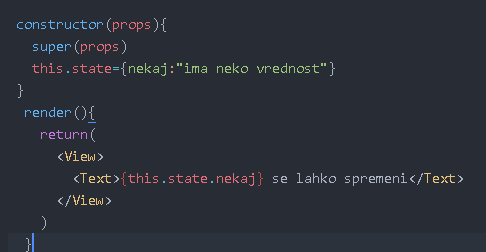 constructor(props){
super(props)
this.state={nekaj:"ima neko vrednost"}
}
render(){
return(
<View>
<Text>{this.state.nekaj} se lahko spremeni</Text>
</View>
)
}